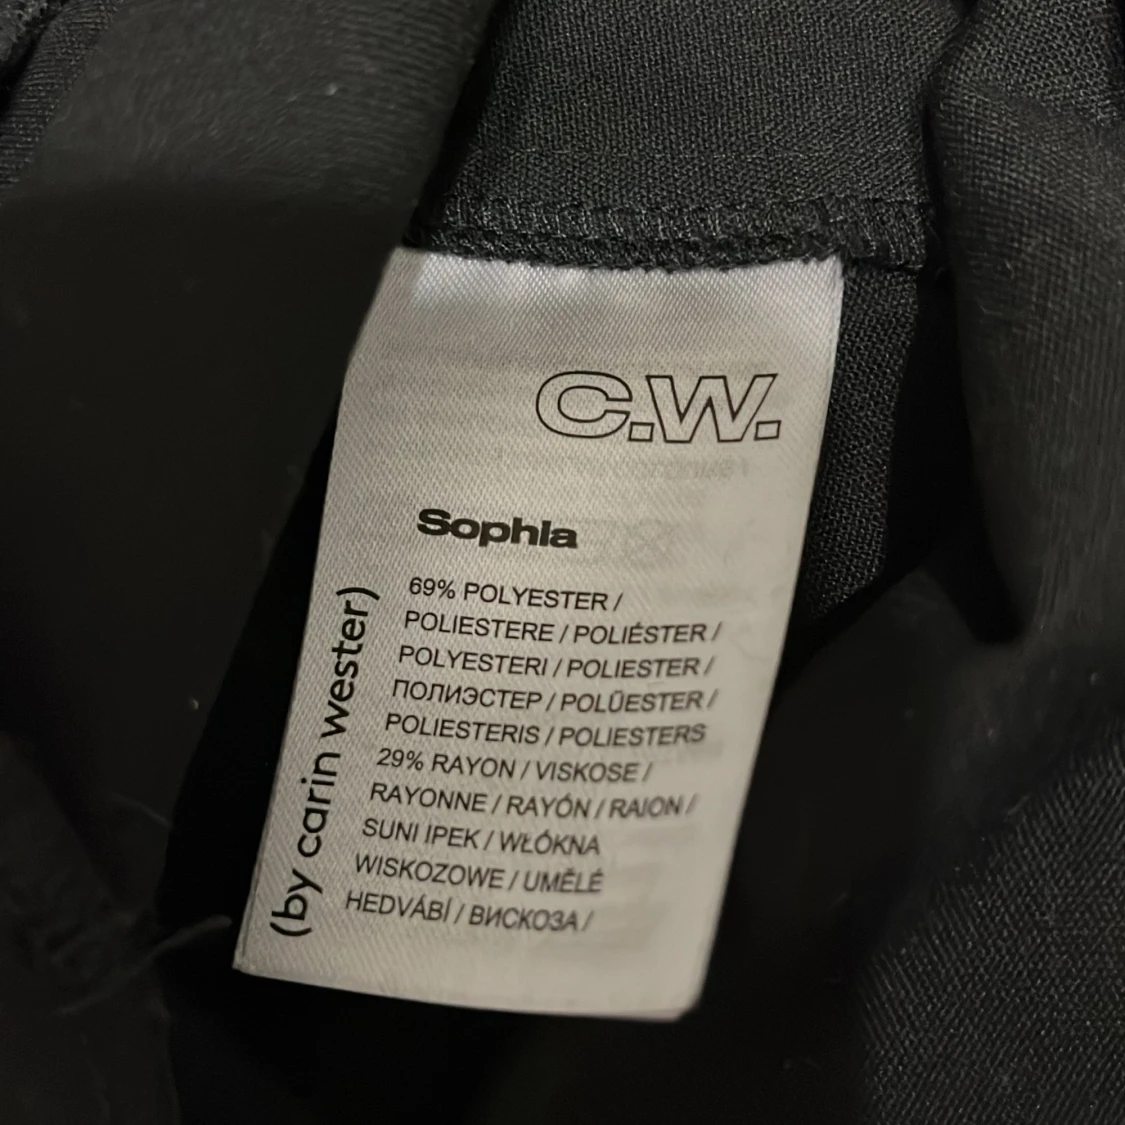 C.W.
Sophia
69% POLYESTER /
POLIESTERE / POLIÉSTER /
POLYESTERI / POLIESTER /
ПОЛИЭСТЕР / POLÜESTER /
POLIESTERIS / POLIESTERS
29% RAYON / VISKOSE /
RAYONNE / RAYÓN / RAION /
SUNI IPEK / WŁÓKNA
WISKOZOWE / UMĚLÉ
HEDVÁBÍ / ВИСКОЗА /
(by carin wester)